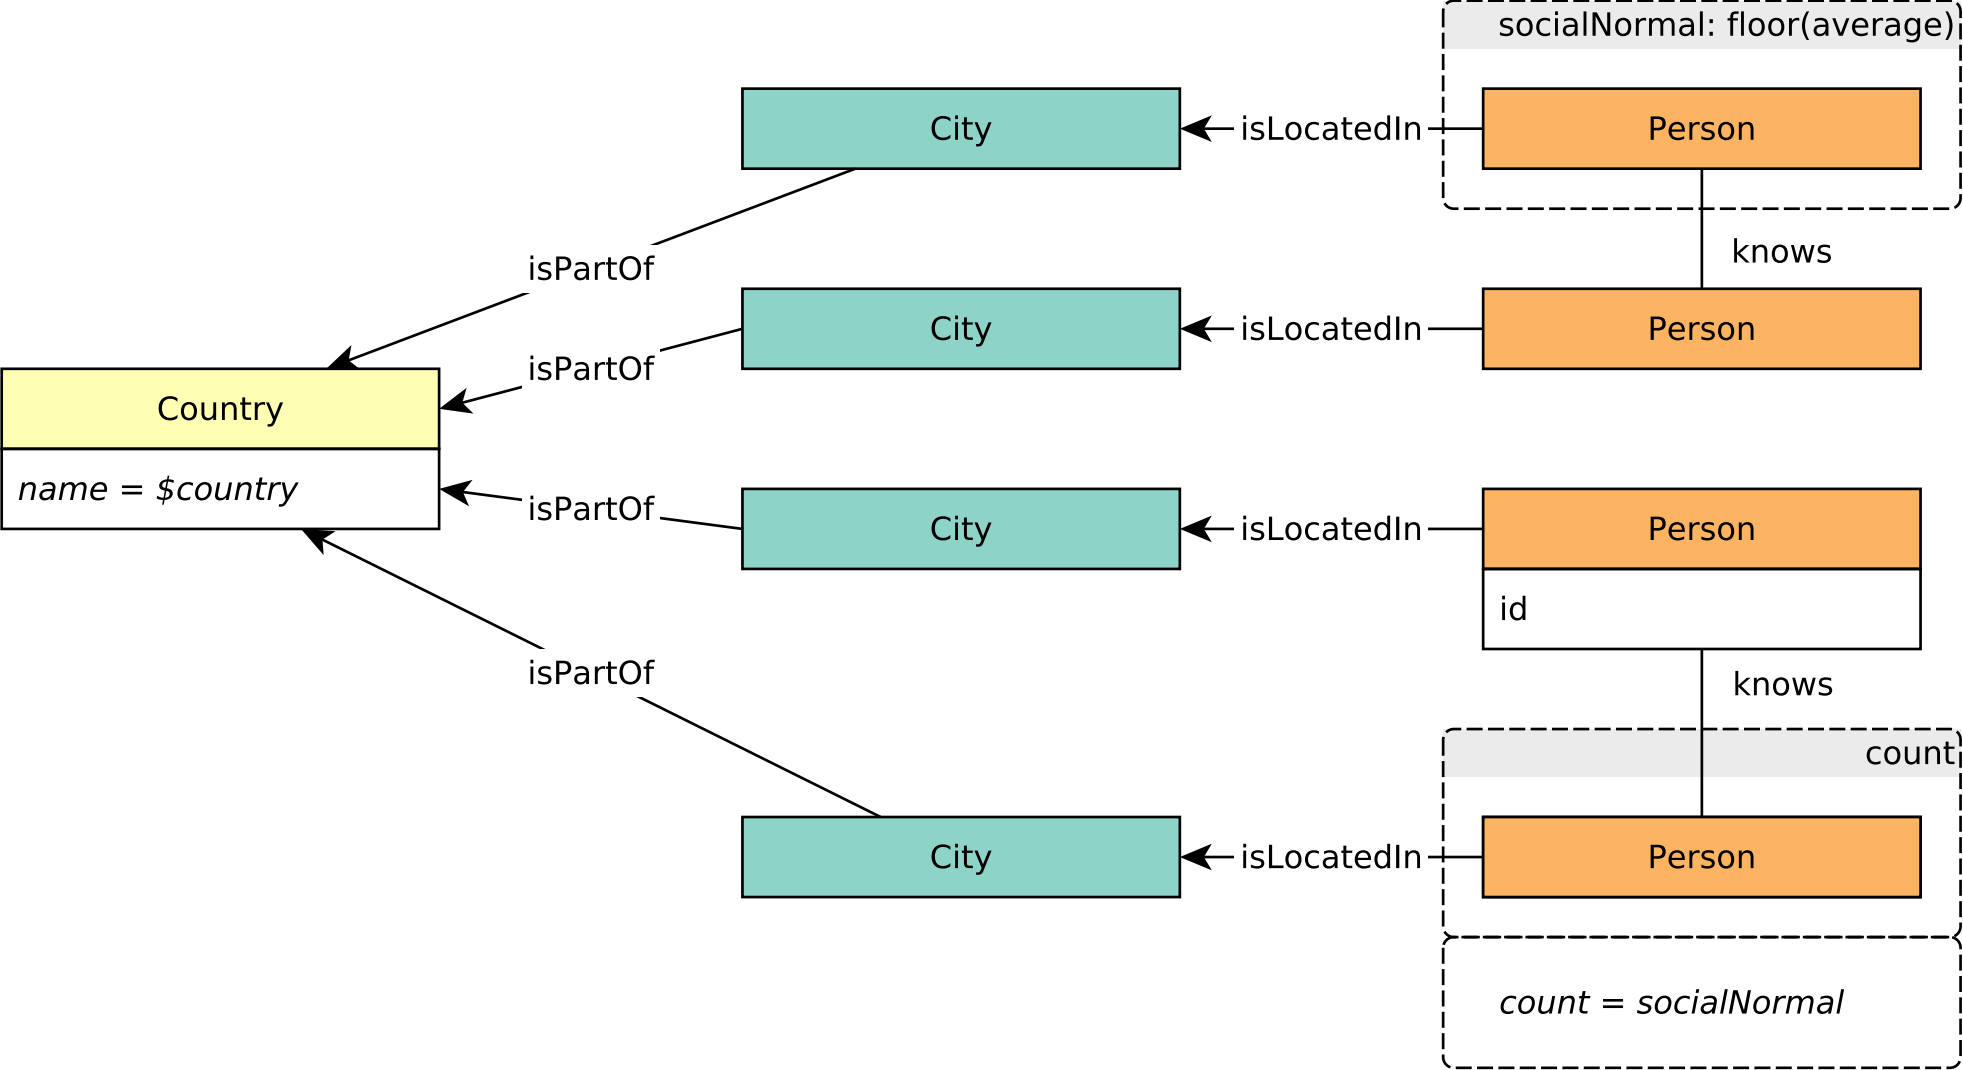 socialNormal: floor(average)
City
isLocatedIn
Person
isPartOf
knows
City
isLocatedIn
Person
isPartOf
Country
name = $country
isPartOf
City
isLocatedIn
Person
id
isPartOf
knows
count
City
isLocatedIn
Person
count = socialNormal